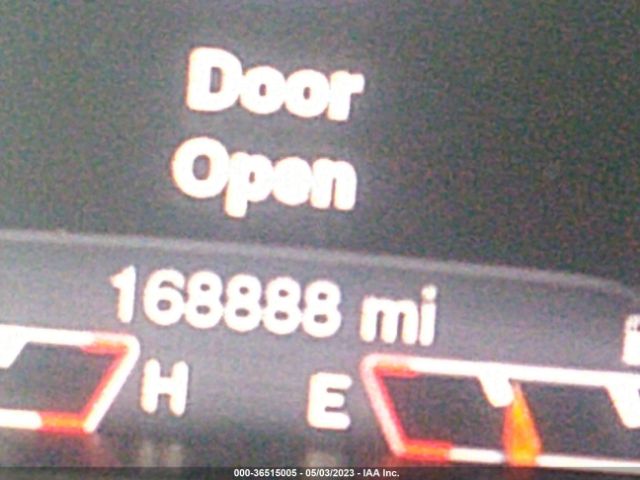 Door
Open
168888 mi
H E
000-36515005 - 05/03/2023 - IAA Inc.